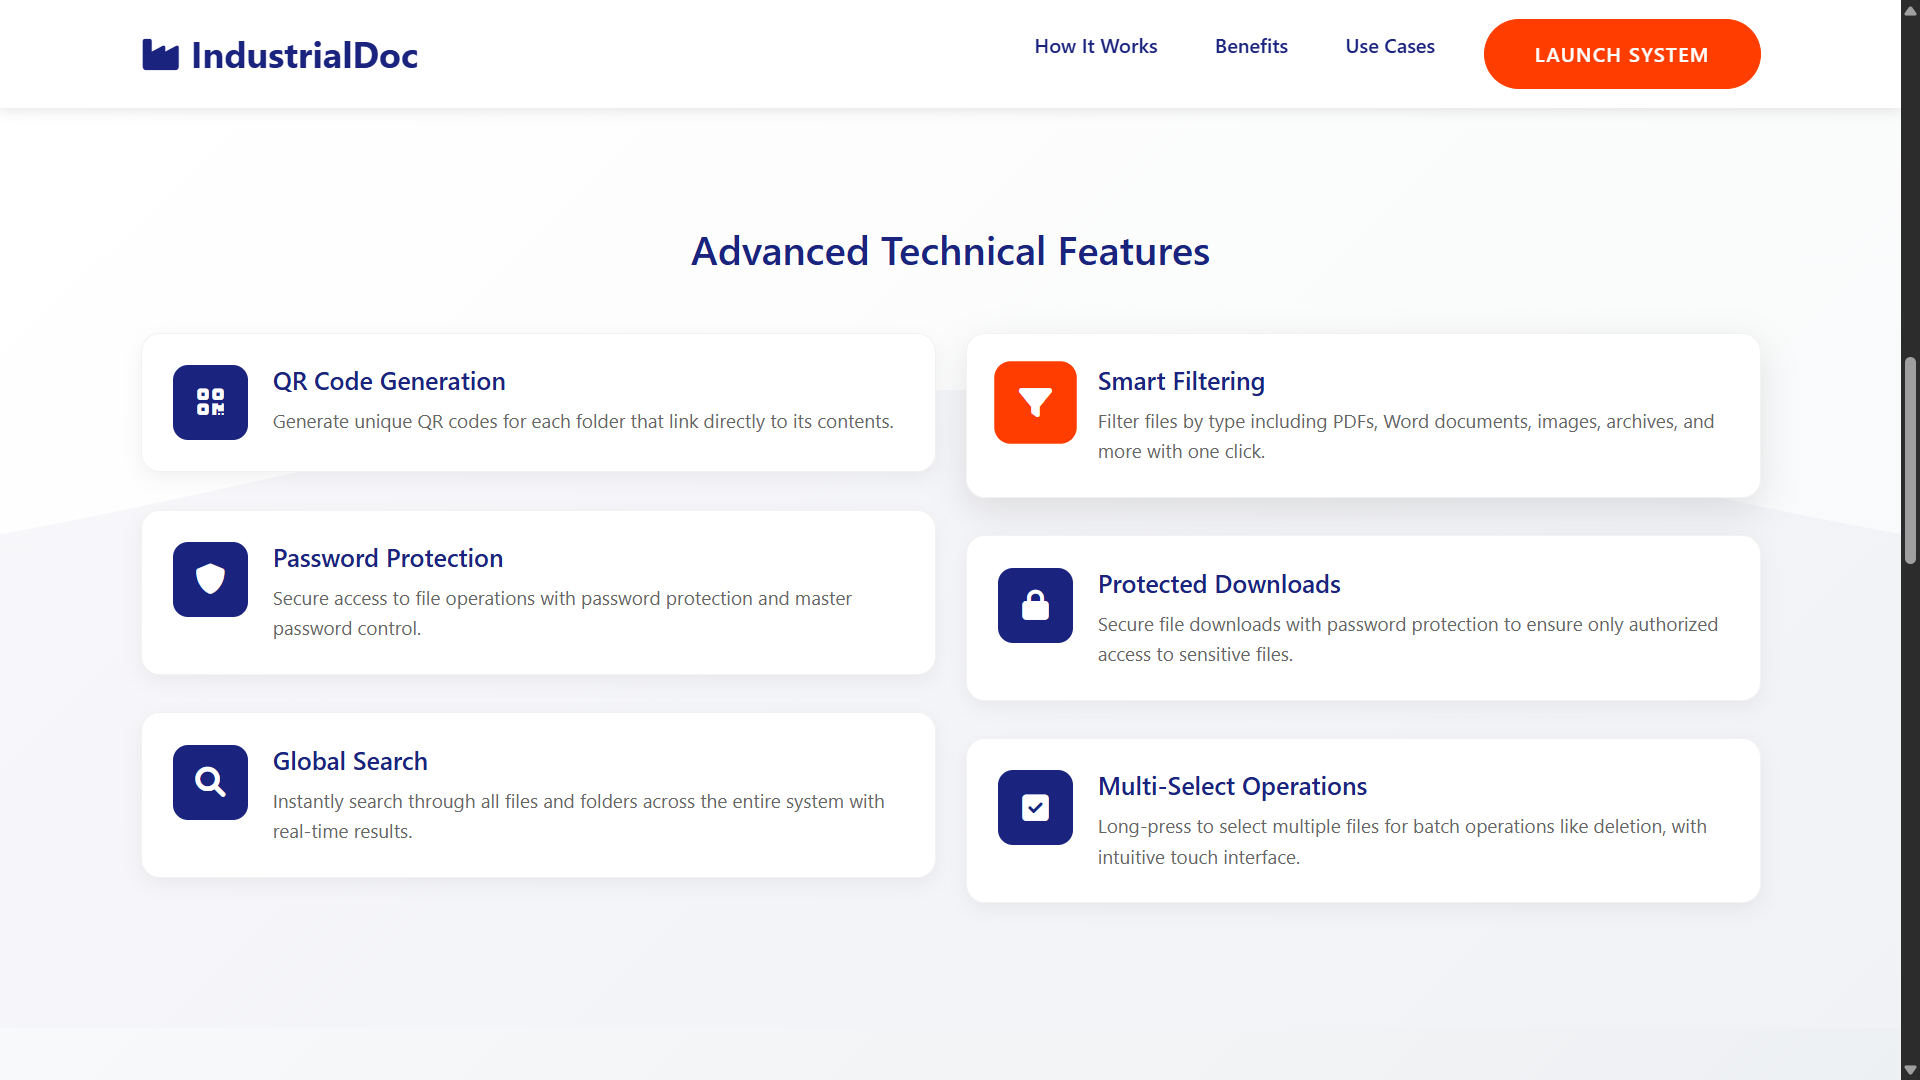 IndustrialDoc
How It Works
Benefits
Use Cases
LAUNCH SYSTEM
Advanced Technical Features
QR Code Generation
Generate unique QR codes for each folder that link directly to its contents.
Smart Filtering
Filter files by type including PDFs, Word documents, images, archives, and
more with one click.
Password Protection
Secure access to file operations with password protection and master
password control.
Protected Downloads
Secure file downloads with password protection to ensure only authorized
access to sensitive files.
Global Search
Instantly search through all files and folders across the entire system with
real-time results.
Multi-Select Operations
Long-press to select multiple files for batch operations like deletion, with
intuitive touch interface.